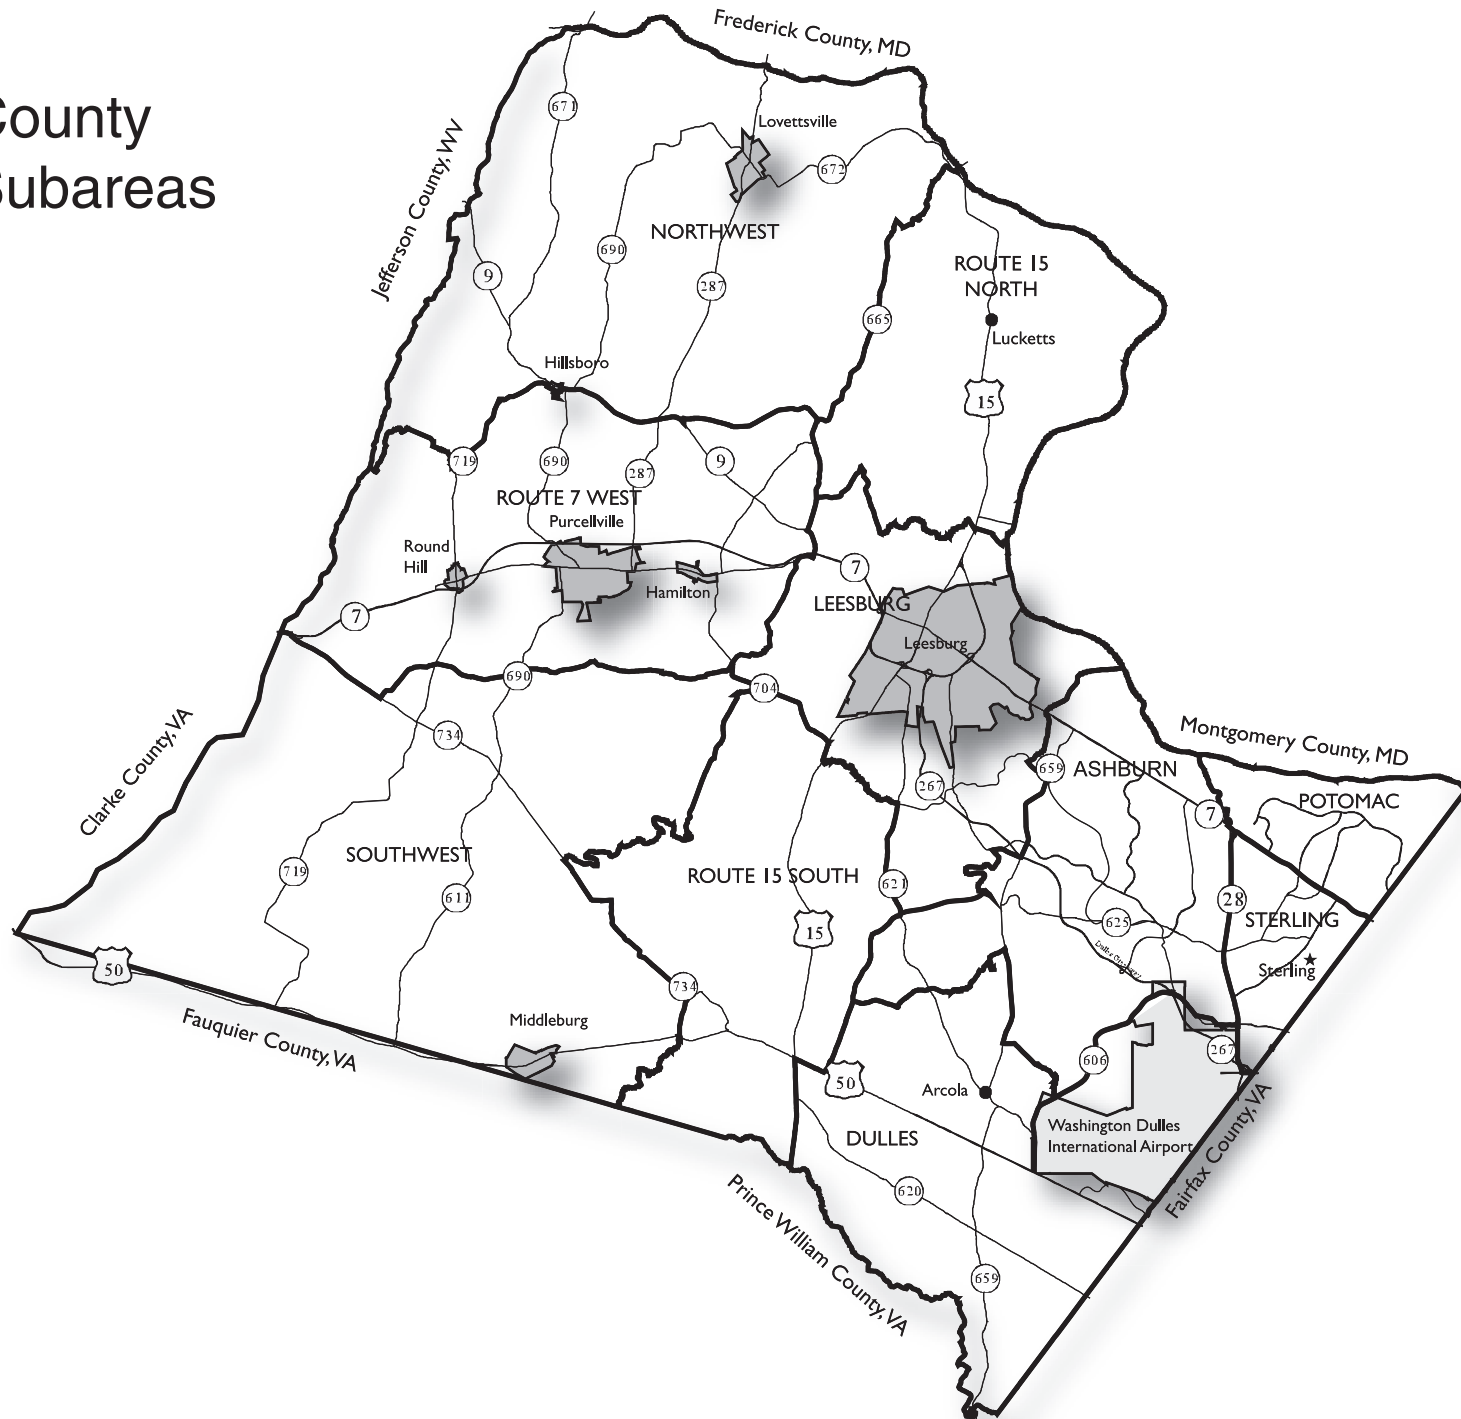 Frederick County, MD
County
Subareas
Jefferson County, WV
671
Lovettsville
672
NORTHWEST
690
9
287
ROUTE 15
NORTH
665
Lucketts
Hillsboro
15
719
690
287
9
ROUTE 7 WEST
Purcellville
Round
Hill
7
Hamilton
LEESBURG
7
Leesburg
690
704
734
Clarke County, VA
Montgomery County, MD
659
ASHBURN
267
POTOMAC
7
SOUTHWEST
719
611
ROUTE 15 SOUTH
621
28
STERLING
625
15
Sterling
50
734
Middleburg
Fauquier County, VA
606
267
50
Arcola
Washington Dulles
International Airport
DULLES
Fairfax County, VA
620
Prince William County, VA
659